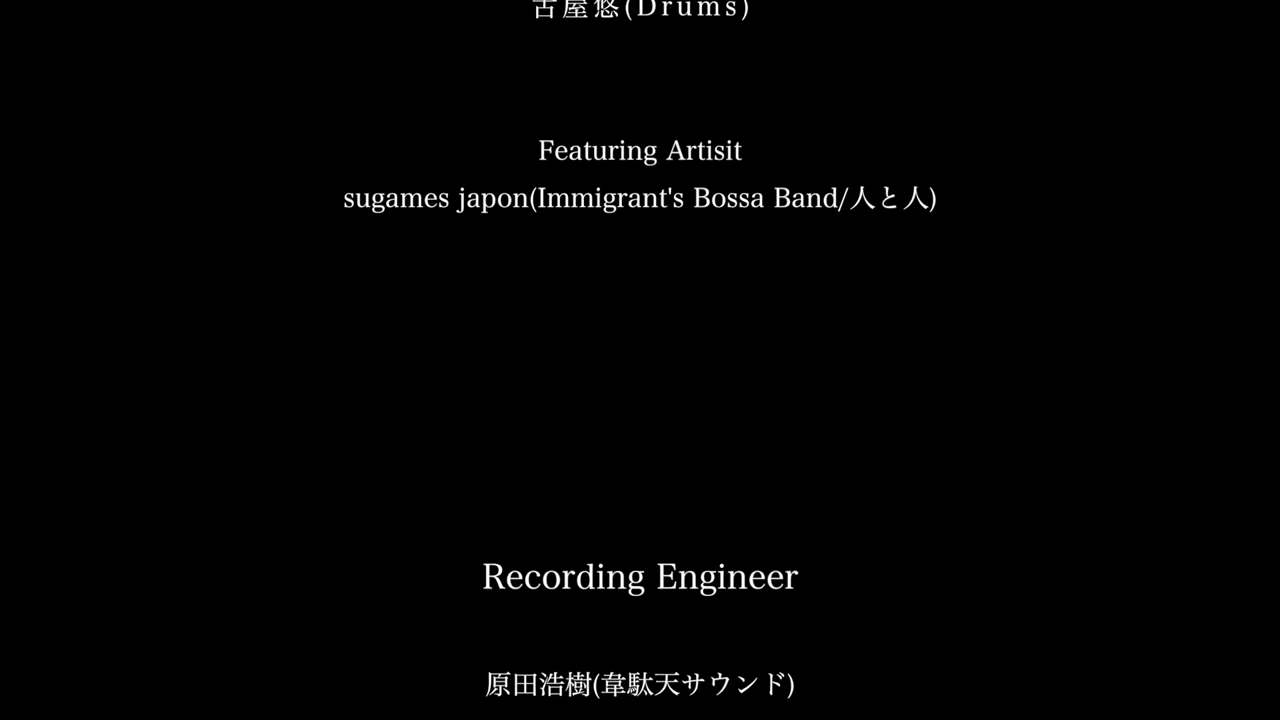 古屋悠(Drums)
Featuring Artisit
sugames japon(Immigrant's Bossa Band/人と人)
Recording Engineer
原田浩樹(韋駄天サウンド)